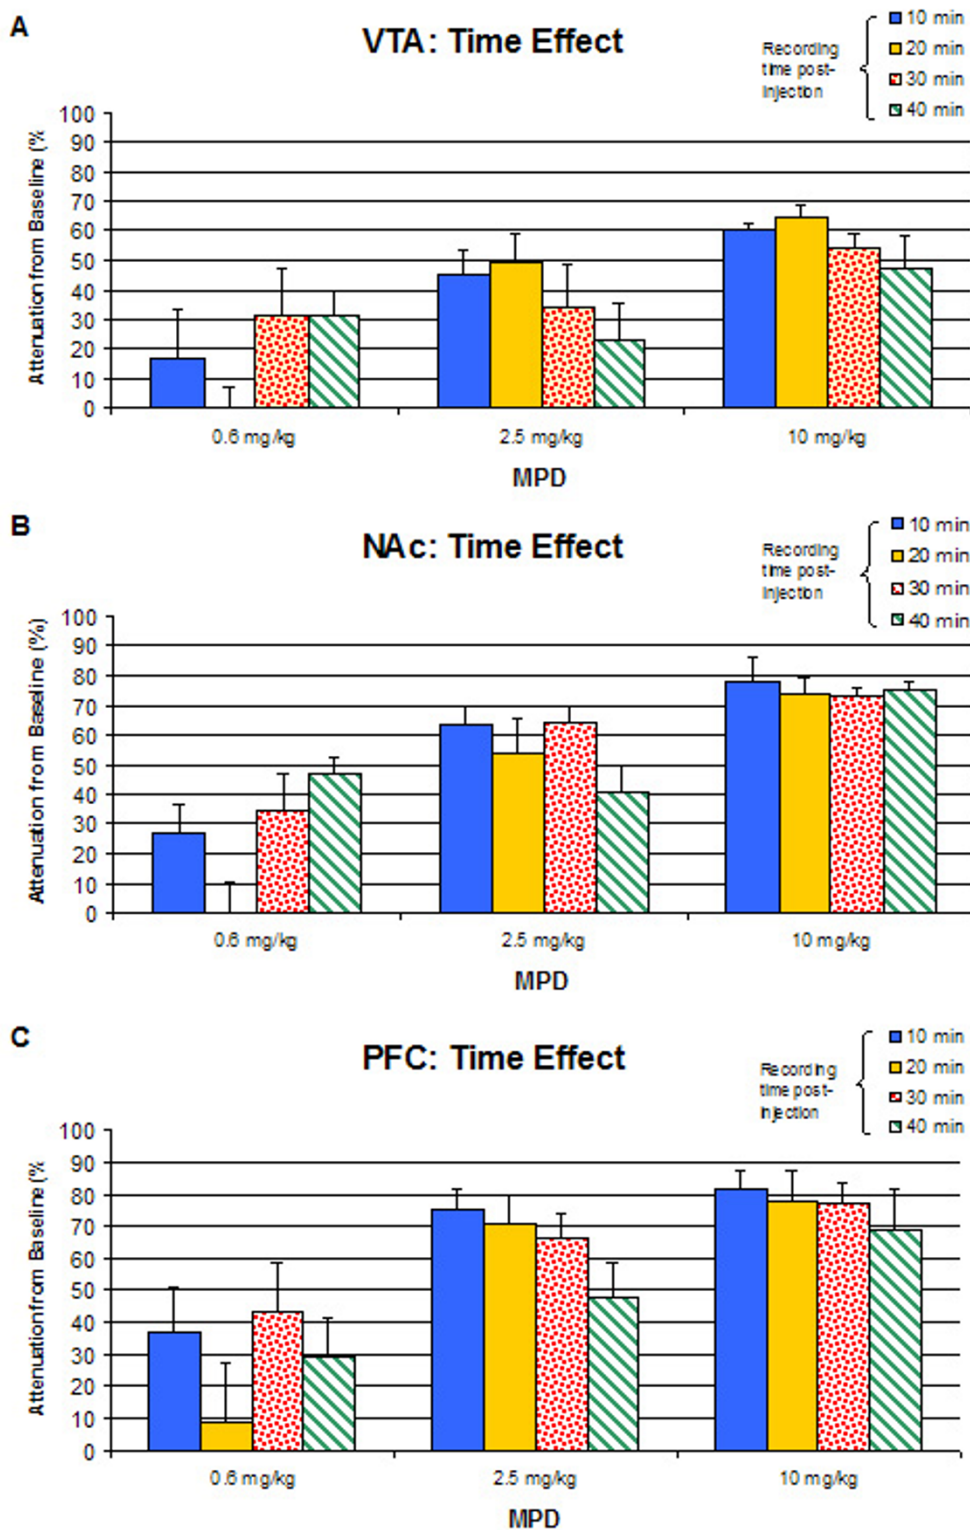 A
VTA: Time Effect
Recording
time post-
Injection
10 min
20 min
30 min
40 min
Attenuation from Baseline (%
100
90
80
70
60
50
40
30
20
10
0
0.6 mg/kg
2.5 mg/kg
10 mg/kg
MPD
B
NAc: Time Effect
Recording
time post-
Injection
10 min
20 min
30 min
40 min
Attenuation from Baseline (%)
100
90
80
70
60
50
40
30
20
10
0
0.6 mg/kg
2.5 mg/kg
10 mg/kg
MPD
C
PFC: Time Effect
Recording
time post-
Injection
10 min
20 min
30 min
40 min
Attenuation from Baseline (%
100
90
80
70
60
50
40
30
20
10
0
0.6 mg/kg
2.5 mg/kg
10 mg/kg
MPD